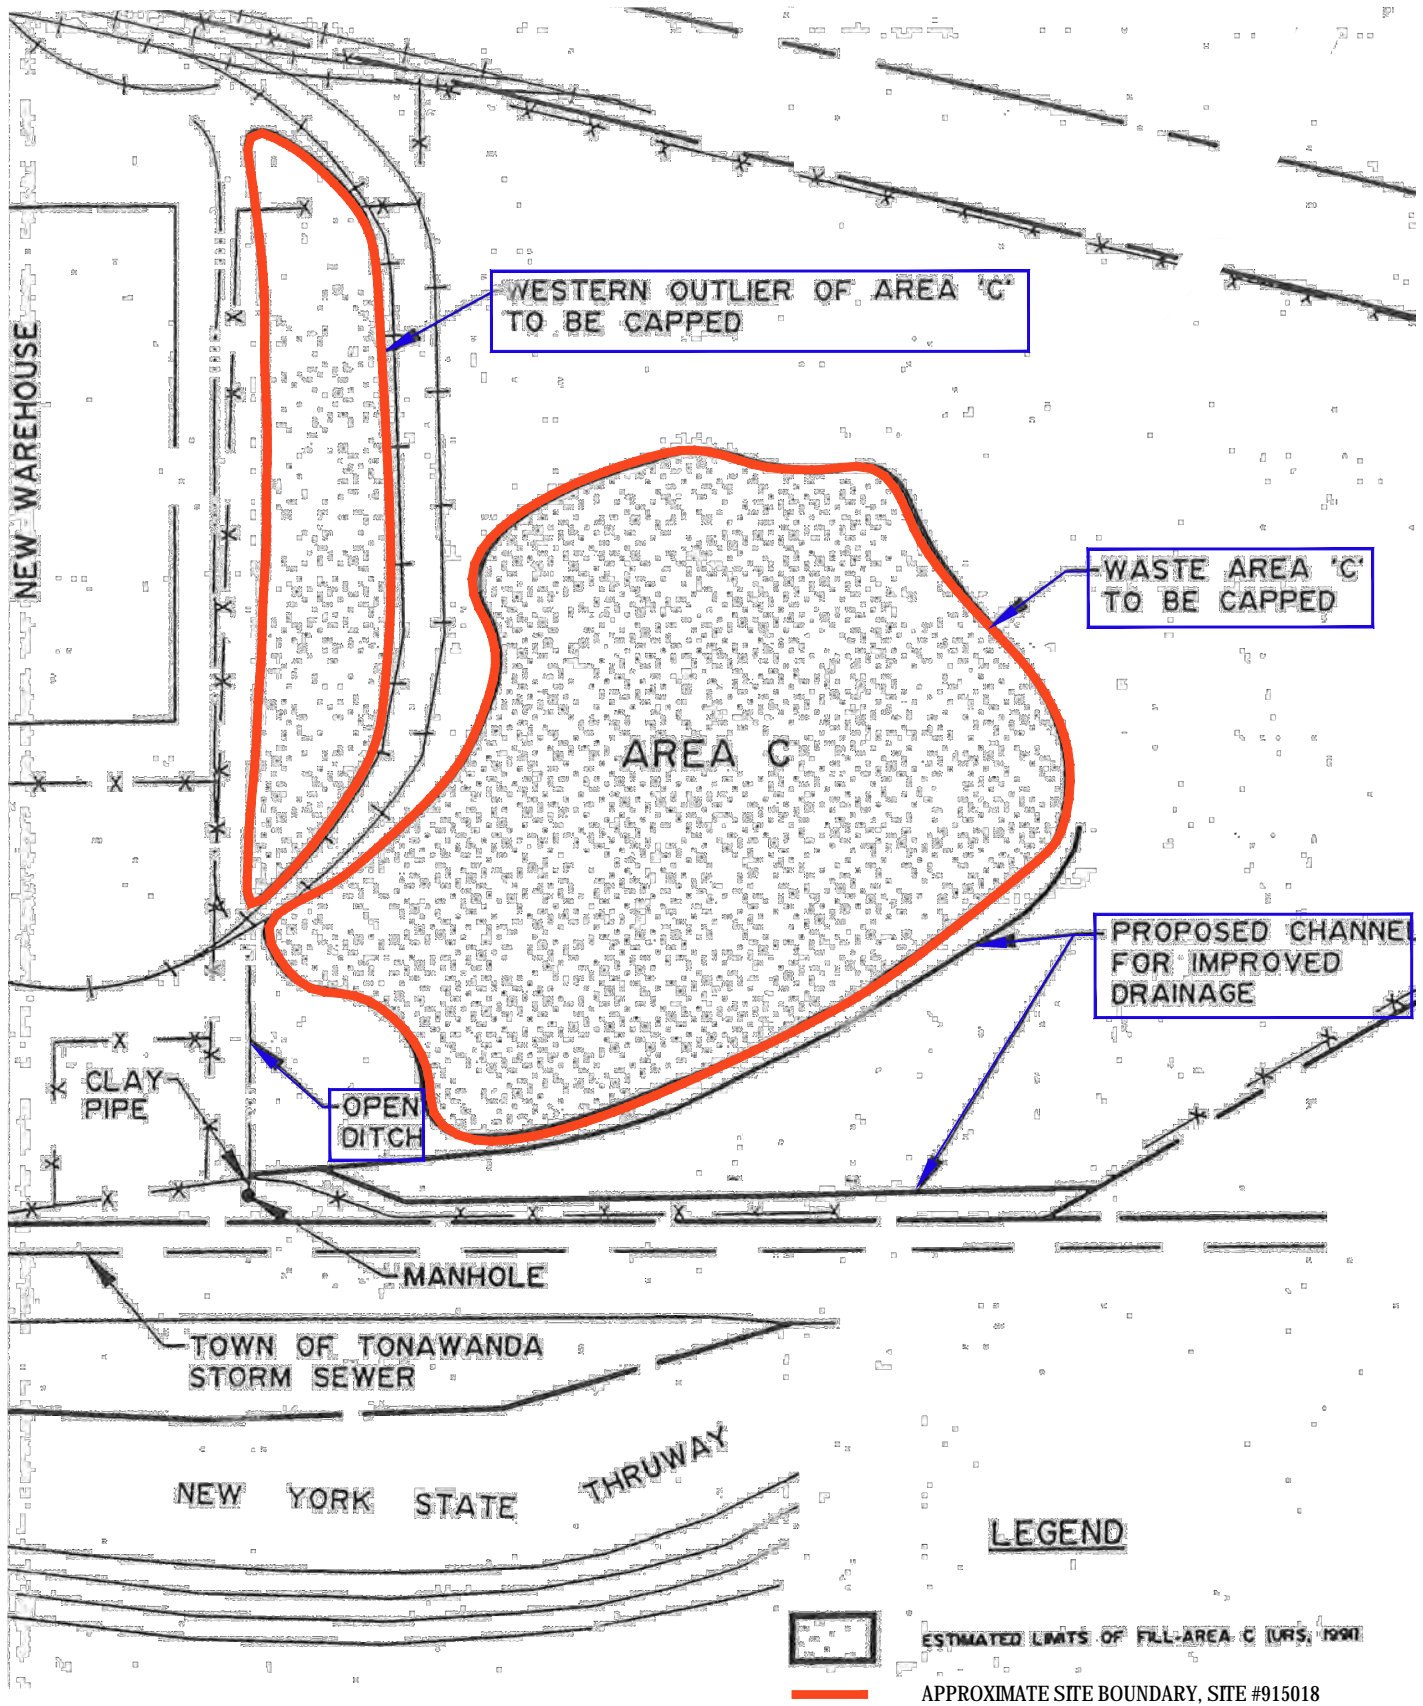 WESTERN OUTLIER OF AREA 'C'
TO BE CAPPED
NEW WAREHOUSE
WASTE AREA 'C'
TO BE CAPPED
AREA C
PROPOSED CHANNEL
FOR IMPROVED
DRAINAGE
CLAY
PIPE
OPEN
DITCH
MANHOLE
TOWN OF TONAWANDA
STORM SEWER
NEW YORK STATE THRUWAY
LEGEND
ESTIMATED LIMITS OF FILL-AREA C (URS,
APPROXIMATE SITE BOUNDARY, SITE #915018